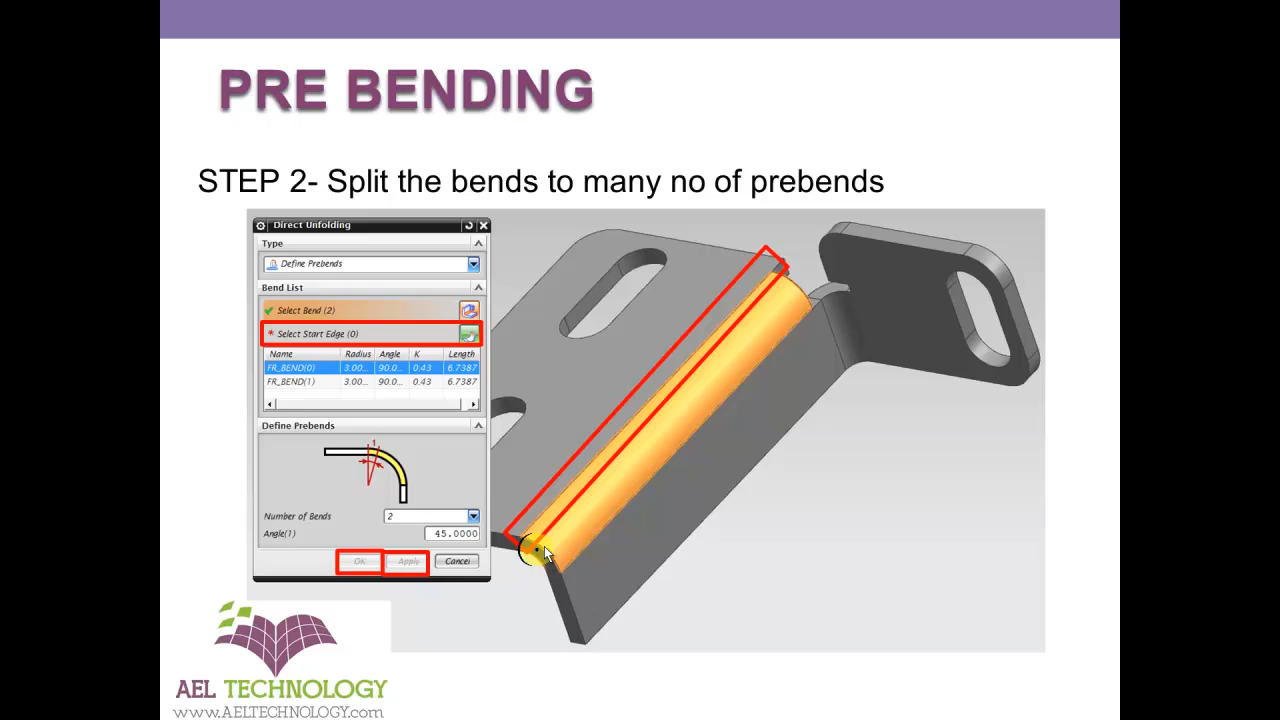 PRE BENDING
STEP 2- Split the bends to many no of prebends
Direct Unfolding
Type
Define Prebends
Bend List
Select Bend (2)
* Select Start Edge (0)
Name Radius Angle K Length
FR_BEND(0) 3.00... 90.0... 0.43 6.7387
FR_BEND(1) 3.00... 90.0... 0.43 6.7387
Define Prebends
1
Number of Bends 2
Angle(1) 45.0000
OK Apply Cancel
AEL TECHNOLOGY
www.AELTECHNOLOGY.com